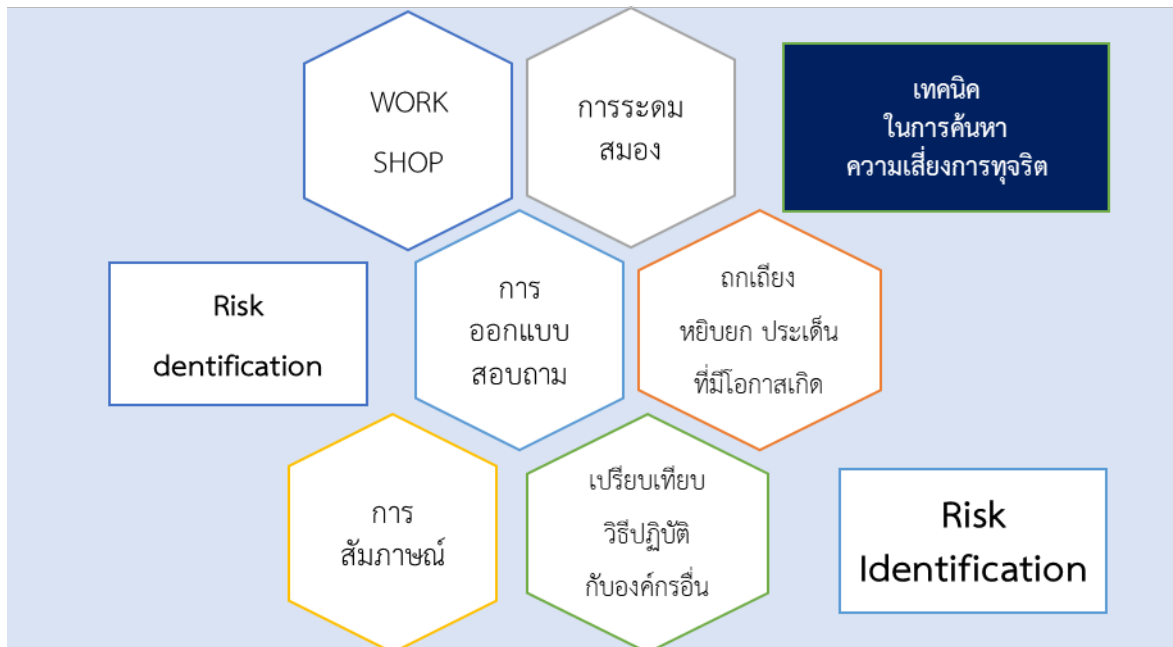 WORK
SHOP
การระดม
สมอง
เทคนิค
ในการค้นหา
ความเสี่ยงการทุจริต
Risk
dentification
การ
ออกแบบ
สอบถาม
ถกเถียง
หยิบยก ประเด็น
ที่มีโอกาสเกิด
การ
สัมภาษณ์
เปรียบเทียบ
วิธีปฏิบัติ
กับองค์กรอื่น
Risk
Identification